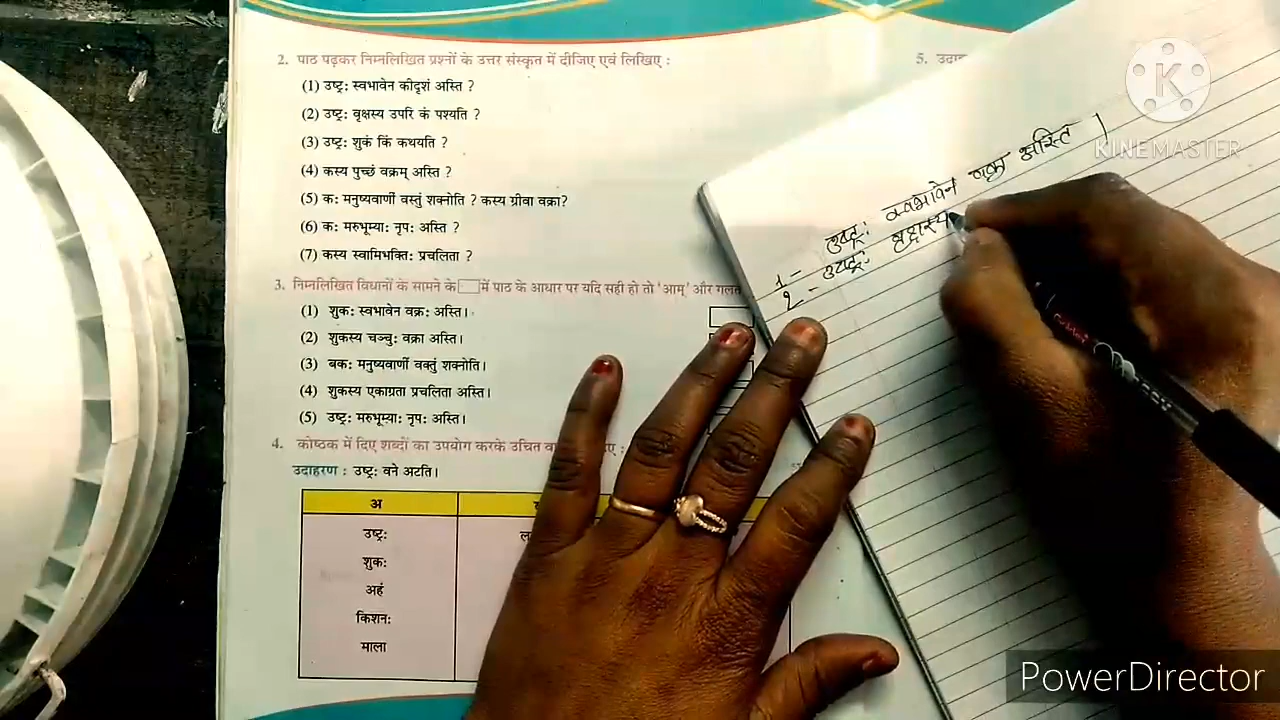 2. पाठ पढ़कर निम्नलिखित प्रश्नों के उत्तर संस्कृत में दीजिए एवं लिखिए :
(1) उष्ट्र: स्वभावेन कीदृशं अस्ति ?
(2) उष्ट्र: वृक्षस्य उपरि कं पश्यति ?
(3) उष्ट्र: शुकं किं कथयति ?
(4) कस्य पुच्छं वक्रम् अस्ति ?
(5) क: मनुष्यवाणीं वस्तुं शक्नोति ? कस्य ग्रीवा वक्रा?
(6) क: मरुभूम्या: नृप: अस्ति ?
(7) कस्य स्वामिभक्ति: प्रचलिता ?
3. निम्नलिखित विधानों के सामने के में पाठ के आधार पर यदि सही हो तो 'आम्' और गलत
(1) शुक: स्वभावेन वक्र: अस्ति।
(2) शुकस्य चञ्चु: वक्रा अस्ति।
(3) बक: मनुष्यवाणीं वक्तुं शक्नोति।
(4) शुकस्य एकाग्रता प्रचलिता अस्ति।
(5) उष्ट्र: मरुभूम्या: नृप: अस्ति।
4. कोष्ठक में दिए शब्दों का उपयोग करके उचित
उदाहरण : उष्ट्र: वने अटति।
अ
उष्ट्र:
शुक:
अहं
किशन:
माला
5.
1- स्वभावेन वक्र अस्ति।
2- वृक्षस्य
K
KINEMASTER
PowerDirector